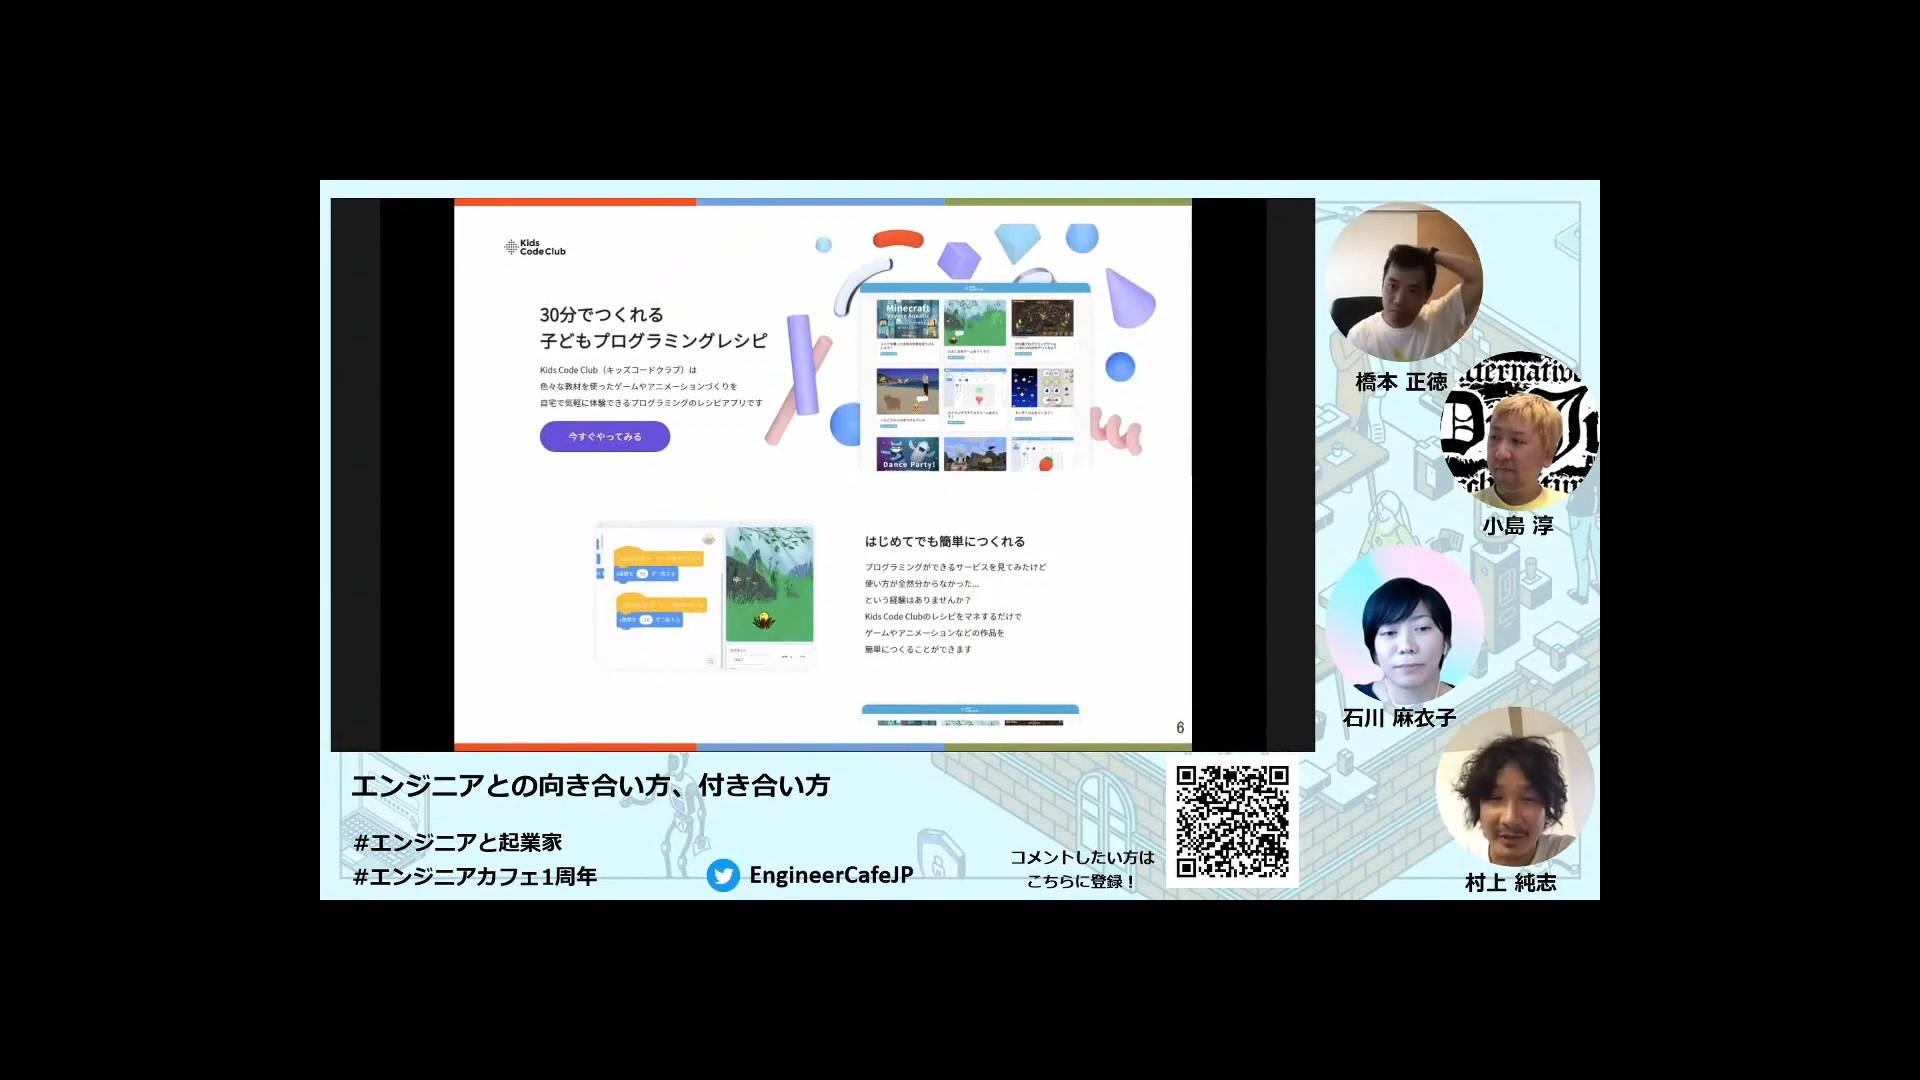 Kids
Code Club
30分でつくれる
子どもプログラミングレシピ
Kids Code Club（キッズコードクラブ）は
色々な教材を使ったゲームやアニメーションづくりを
自宅で気軽に体験できるプログラミングのレシピアプリです
今すぐやってみる
Minecraft
Voyage Aquatic
Dance Party!
はじめてでも簡単につくれる
プログラミングができるサービスを見てみたけど
使い方が全然分からなかった...
という経験はありませんか？
Kids Code Clubのレシピをマネするだけで
ゲームやアニメーションなどの作品を
簡単につくることができます
6
橋本 正徳
小島 淳
石川 麻衣子
村上 純志
エンジニアとの向き合い方、付き合い方
#エンジニアと起業家
#エンジニアカフェ1周年
EngineerCafeJP
コメントしたい方は
こちらに登録！